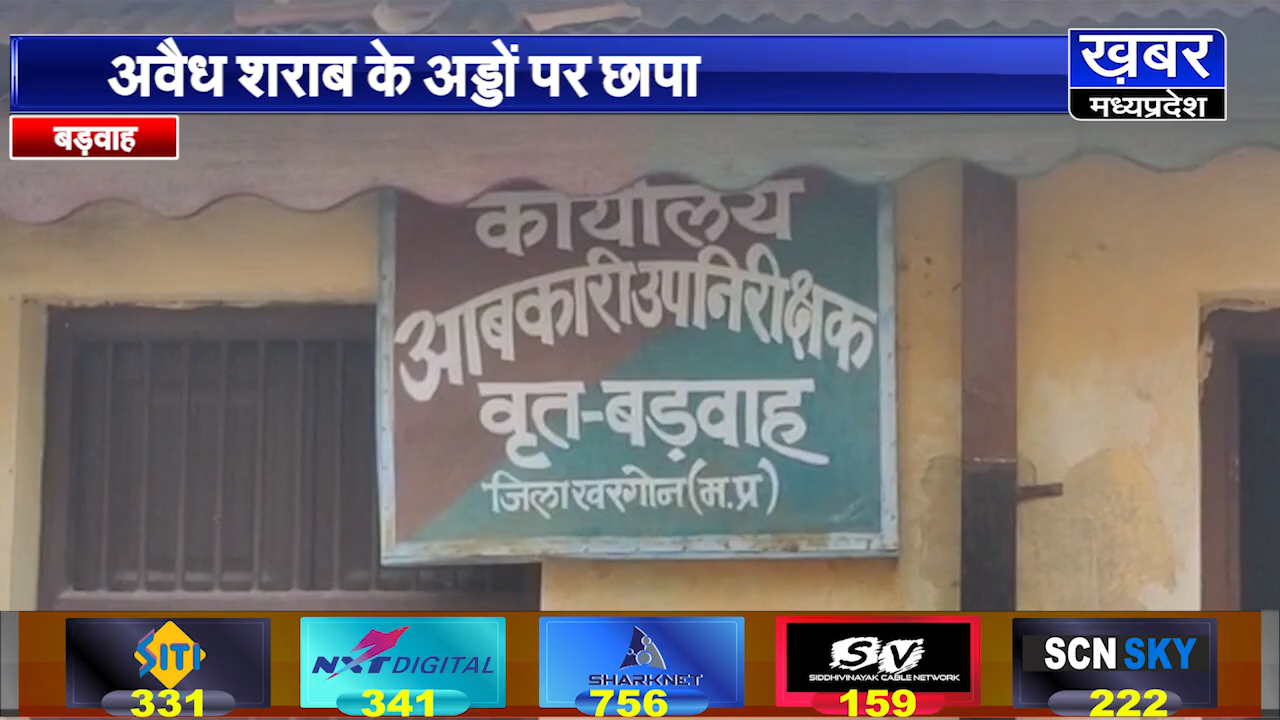 अवैध शराब के अड्डों पर छापा
ख़बर
मध्यप्रदेश
बड़वाह
कार्यालय
आबकारी उपनिरीक्षक
वृत-बड़वाह
जिला खरगोन (म.प्र)
SITI
NXT DIGITAL
SHARKNET
SV
SIDDHIVINAYAK CABLE NETWORK
SCN SKY
331
341
756
159
222